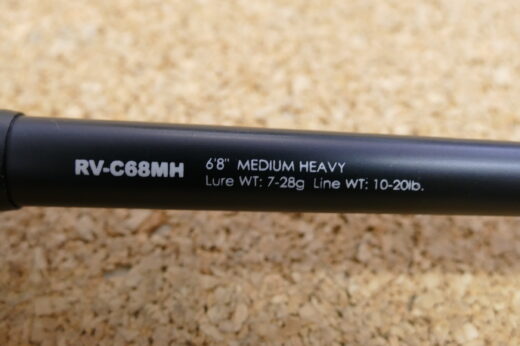 RV-C68MH 6'8" MEDIUM HEAVY
Lure WT: 7-28g Line WT: 10-20lb.